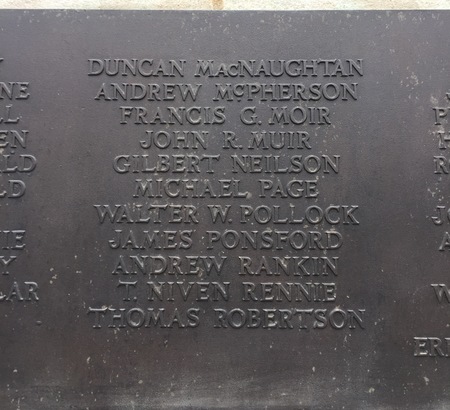 DUNCAN MacNAUGHTAN
ANDREW McPHERSON
FRANCIS G. MOIR
JOHN R. MUIR
GILBERT NEILSON
MICHAEL PAGE
WALTER W. POLLOCK
JAMES PONSFORD
ANDREW RANKIN
T. NIVEN RENNIE
THOMAS ROBERTSON